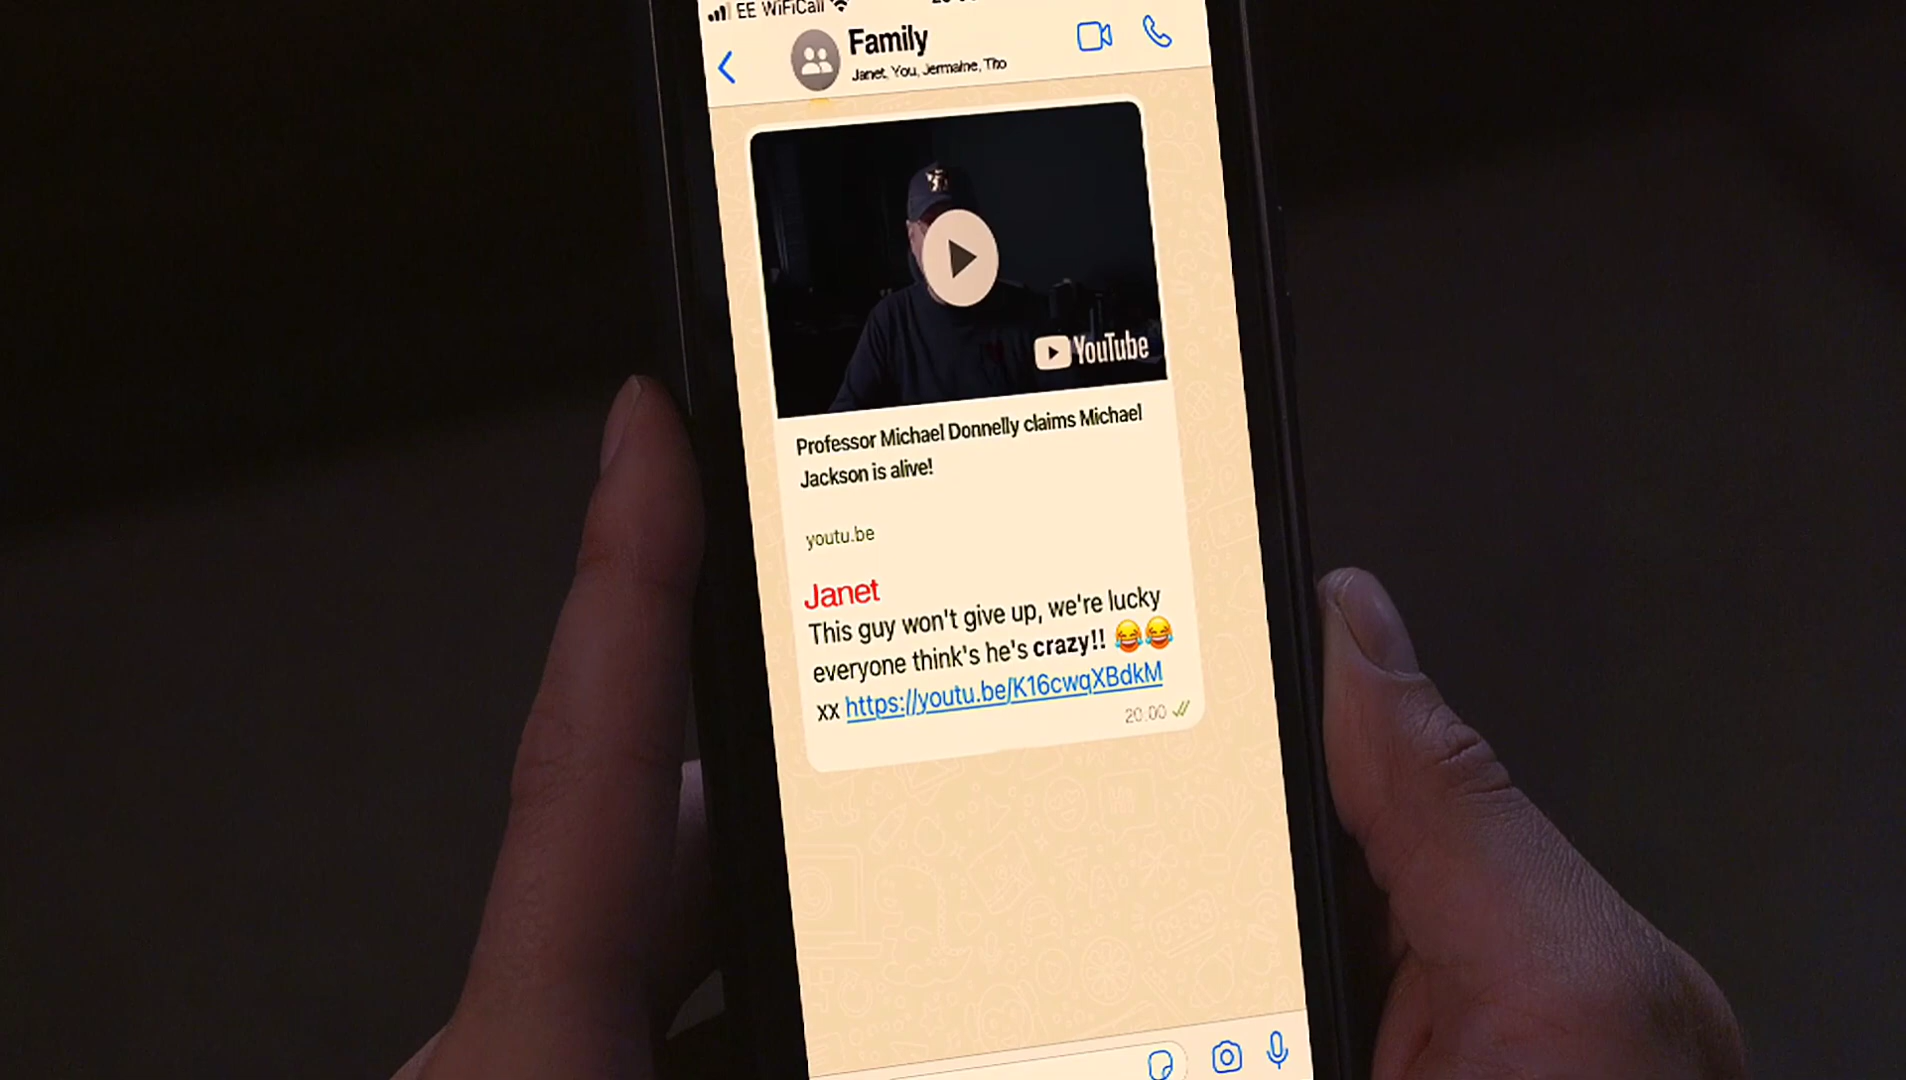 EE WiFiCall
Family
Janet, You, Jermaine, Tho
YouTube
Professor Michael Donnelly claims Michael
Jackson is alive!
youtu.be
Janet
This guy won't give up, we're lucky
everyone think's he's crazy!! 😂😂
xx https://youtu.be/K16cwqXBdkM
20:00